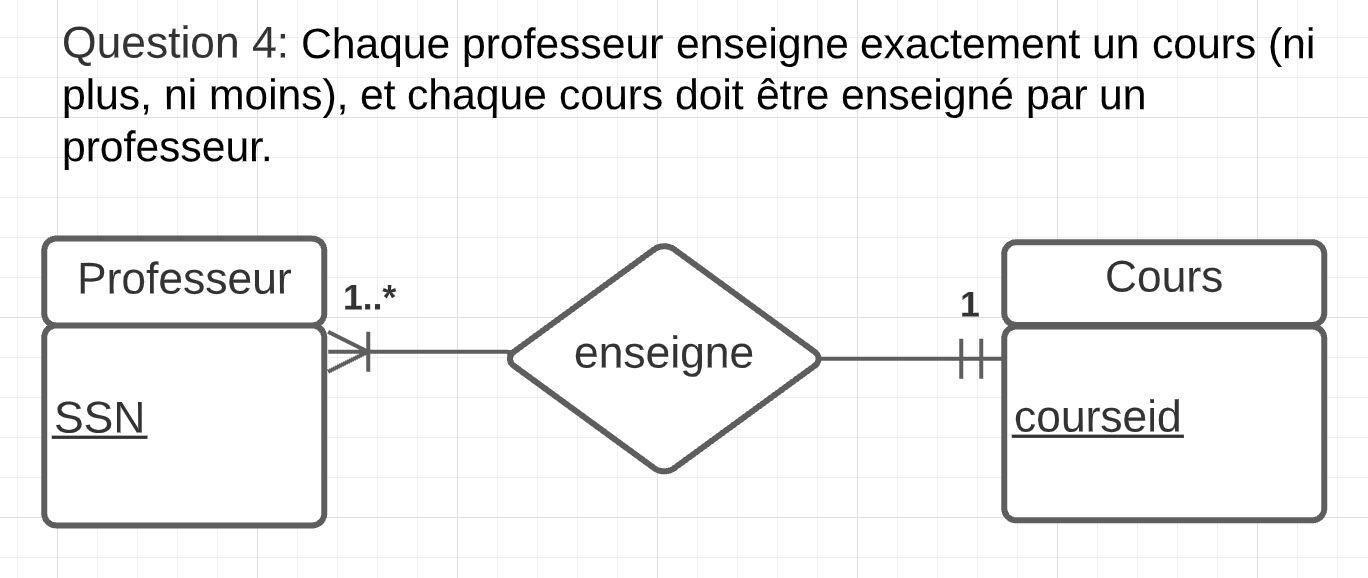 Question 4: Chaque professeur enseigne exactement un cours (ni
plus, ni moins), et chaque cours doit être enseigné par un
professeur.
Professeur
1..*
enseigne
1
Cours
SSN
courseid